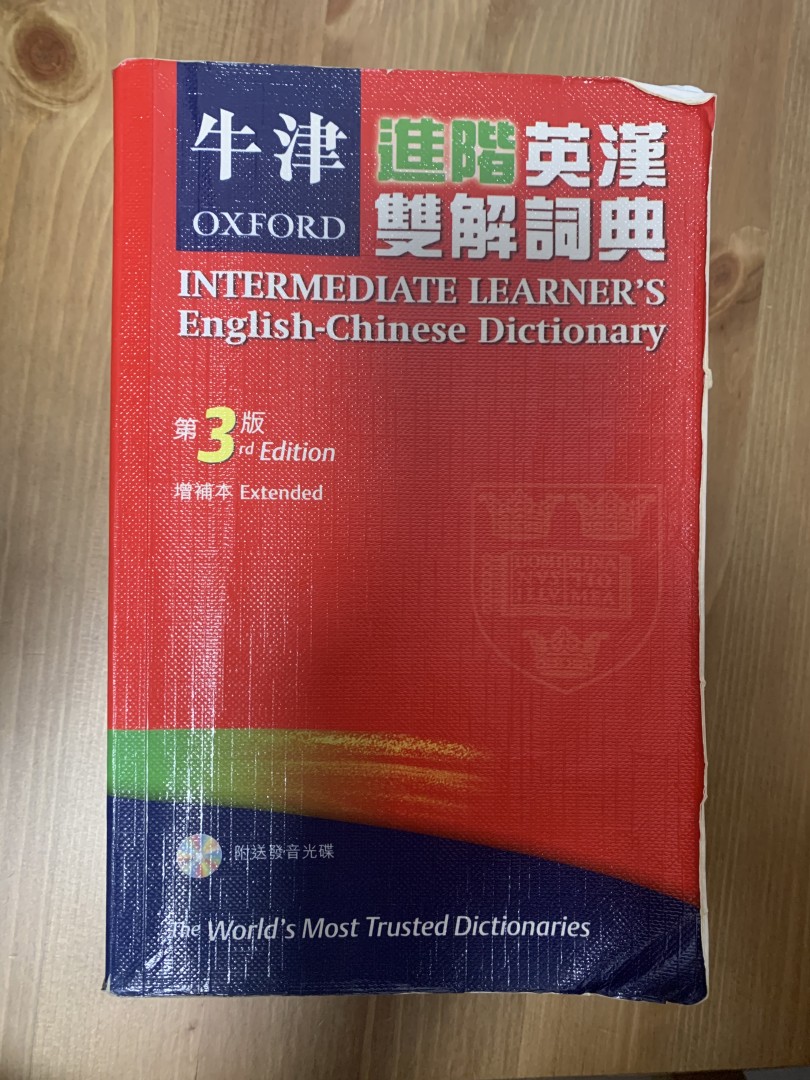 牛津
OXFORD
進階英漢
雙解詞典
INTERMEDIATE LEARNER'S
English-Chinese Dictionary
第3版
rd Edition
增補本 Extended
附送發音光碟
The World's Most Trusted Dictionaries